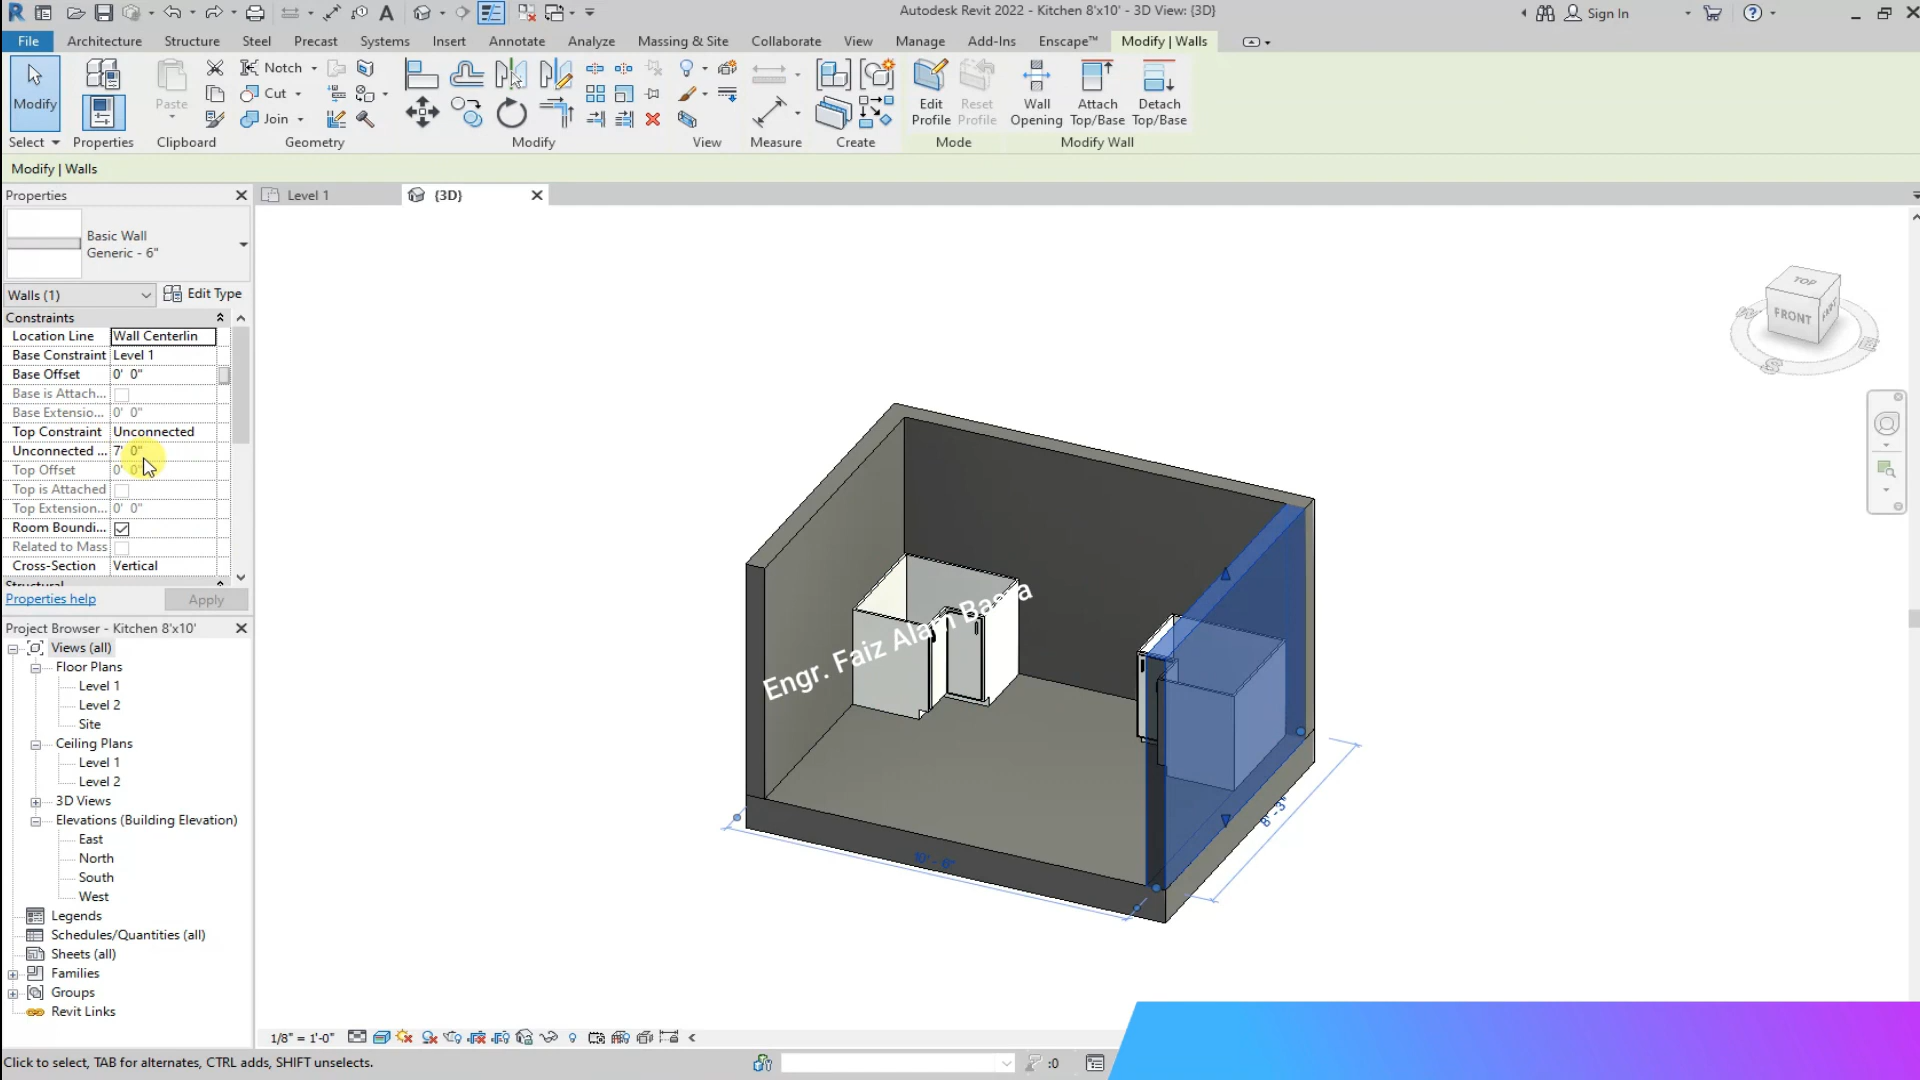 Autodesk Revit 2022 - Kitchen 8'x10' - 3D View: {3D}
Sign In
File Architecture Structure Steel Precast Systems Insert Annotate Analyze Massing & Site Collaborate View Manage Add-Ins Enscape™ Modify | Walls
Modify
Paste
Notch
Cut
Join
Edit Profile
Reset Profile
Wall Opening
Attach Top/Base
Detach Top/Base
Select Properties Clipboard Geometry Modify View Measure Create Mode Modify Wall
Modify | Walls
Properties
Level 1
{3D}
Basic Wall
Generic - 6"
Walls (1)
Edit Type
Constraints
Location Line Wall Centerlin
Base Constraint Level 1
Base Offset 0' 0"
Base is Attach...
Base Extensio... 0' 0"
Top Constraint Unconnected
Unconnected ... 7' 0"
Top Offset 0' 0"
Top is Attached
Top Extension... 0' 0"
Room Boundi...
Related to Mass
Cross-Section Vertical
Structural
Properties help
Apply
Project Browser - Kitchen 8'x10'
Views (all)
Floor Plans
Level 1
Level 2
Site
Ceiling Plans
Level 1
Level 2
3D Views
Elevations (Building Elevation)
East
North
South
West
Legends
Schedules/Quantities (all)
Sheets (all)
Families
Groups
Revit Links
TOP
FRONT
S
Engr. Faiz Alam Basra
10' - 6"
8' - 3"
1/8" = 1'-0"
Click to select, TAB for alternates, CTRL adds, SHIFT unselects.
:0